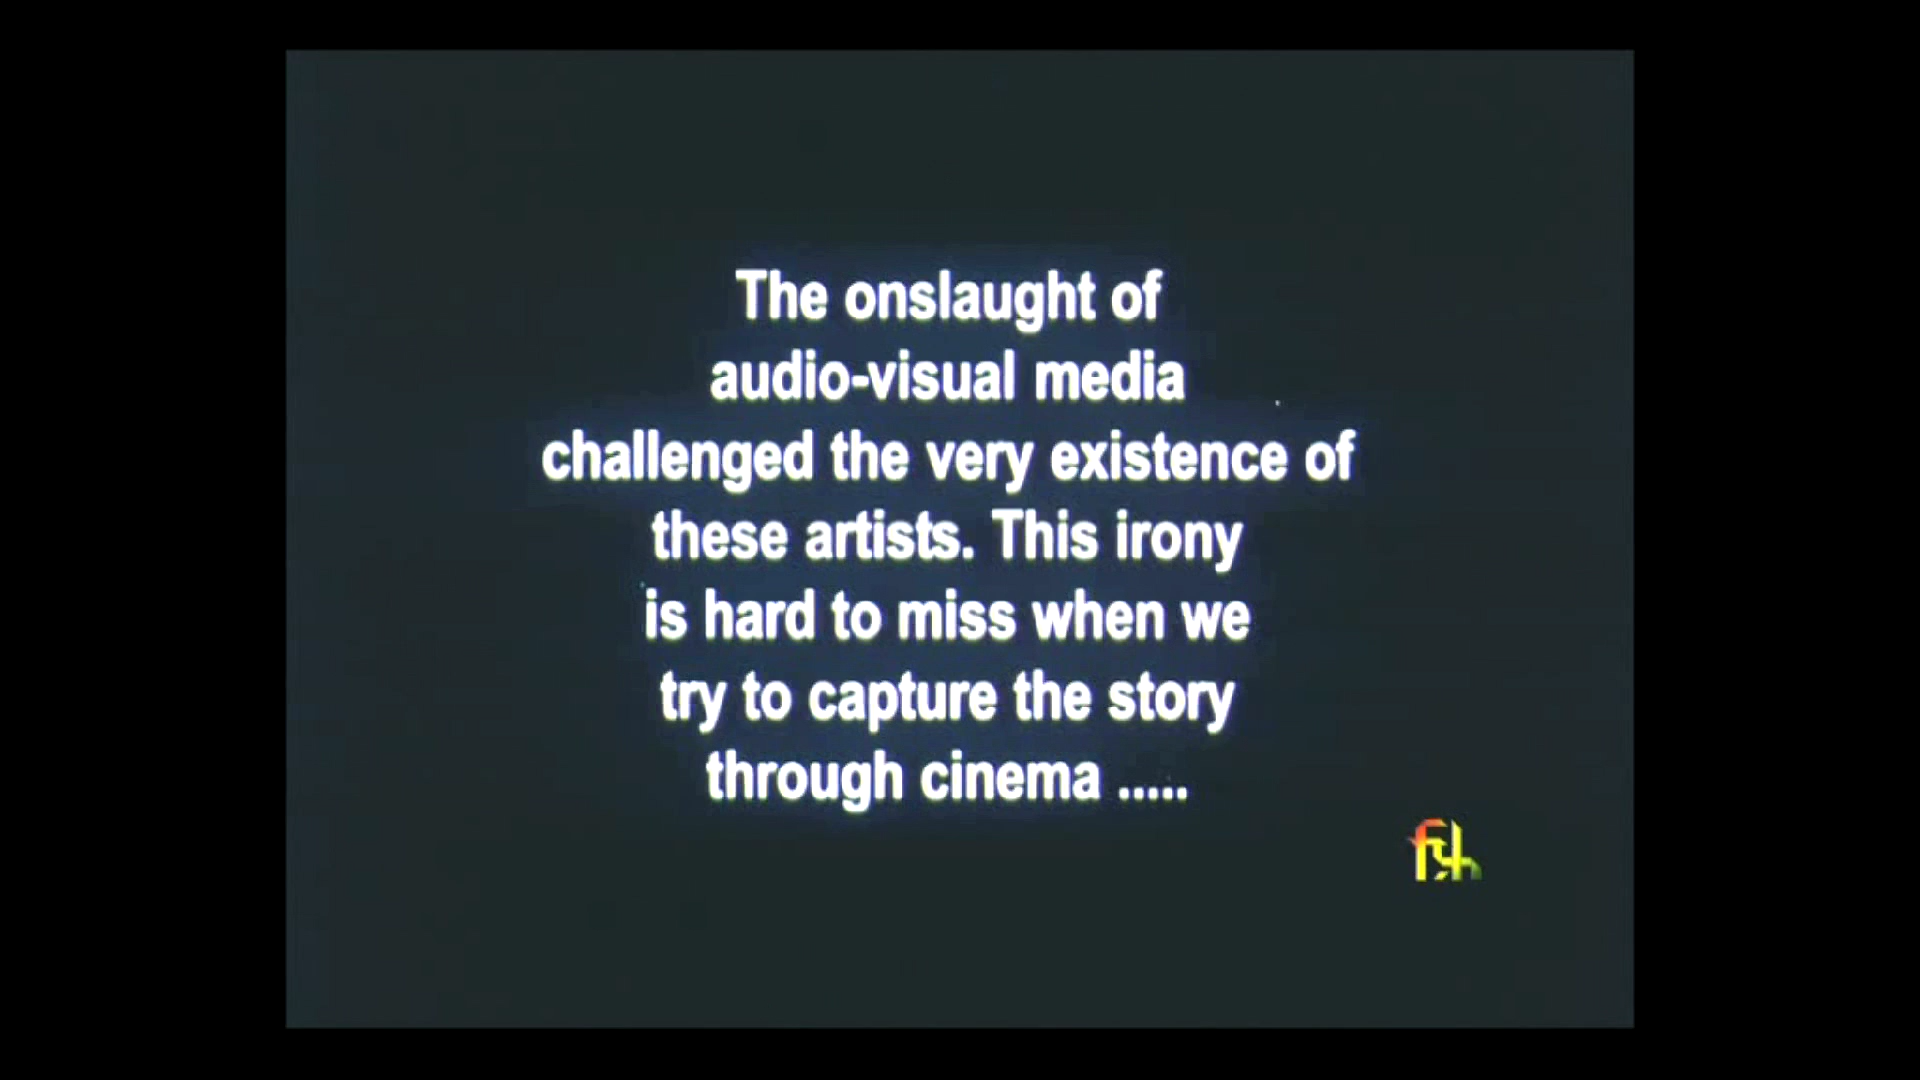 The onslaught of
audio-visual media
challenged the very existence of
these artists. This irony
is hard to miss when we
try to capture the story
through cinema .....